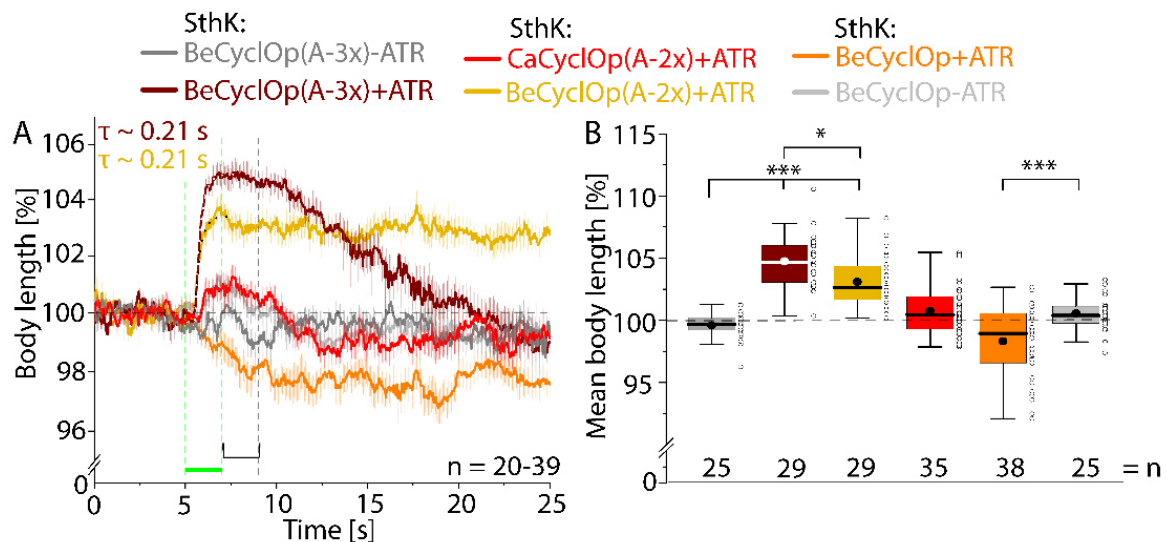 SthK: SthK: SthK:
BeCyclOp(A-3x)-ATR CaCyclOp(A-2x)+ATR BeCyclOp+ATR
BeCyclOp(A-3x)+ATR BeCyclOp(A-2x)+ATR BeCyclOp-ATR
A
τ ~ 0.21 s
τ ~ 0.21 s
Body length [%]
106
104
102
100
98
96
0
n = 20-39
0 5 10 15 20 25
Time [s]
B
Mean body length [%]
115
110
105
100
95
0
*
***
***
25 29 29 35 38 25 = n